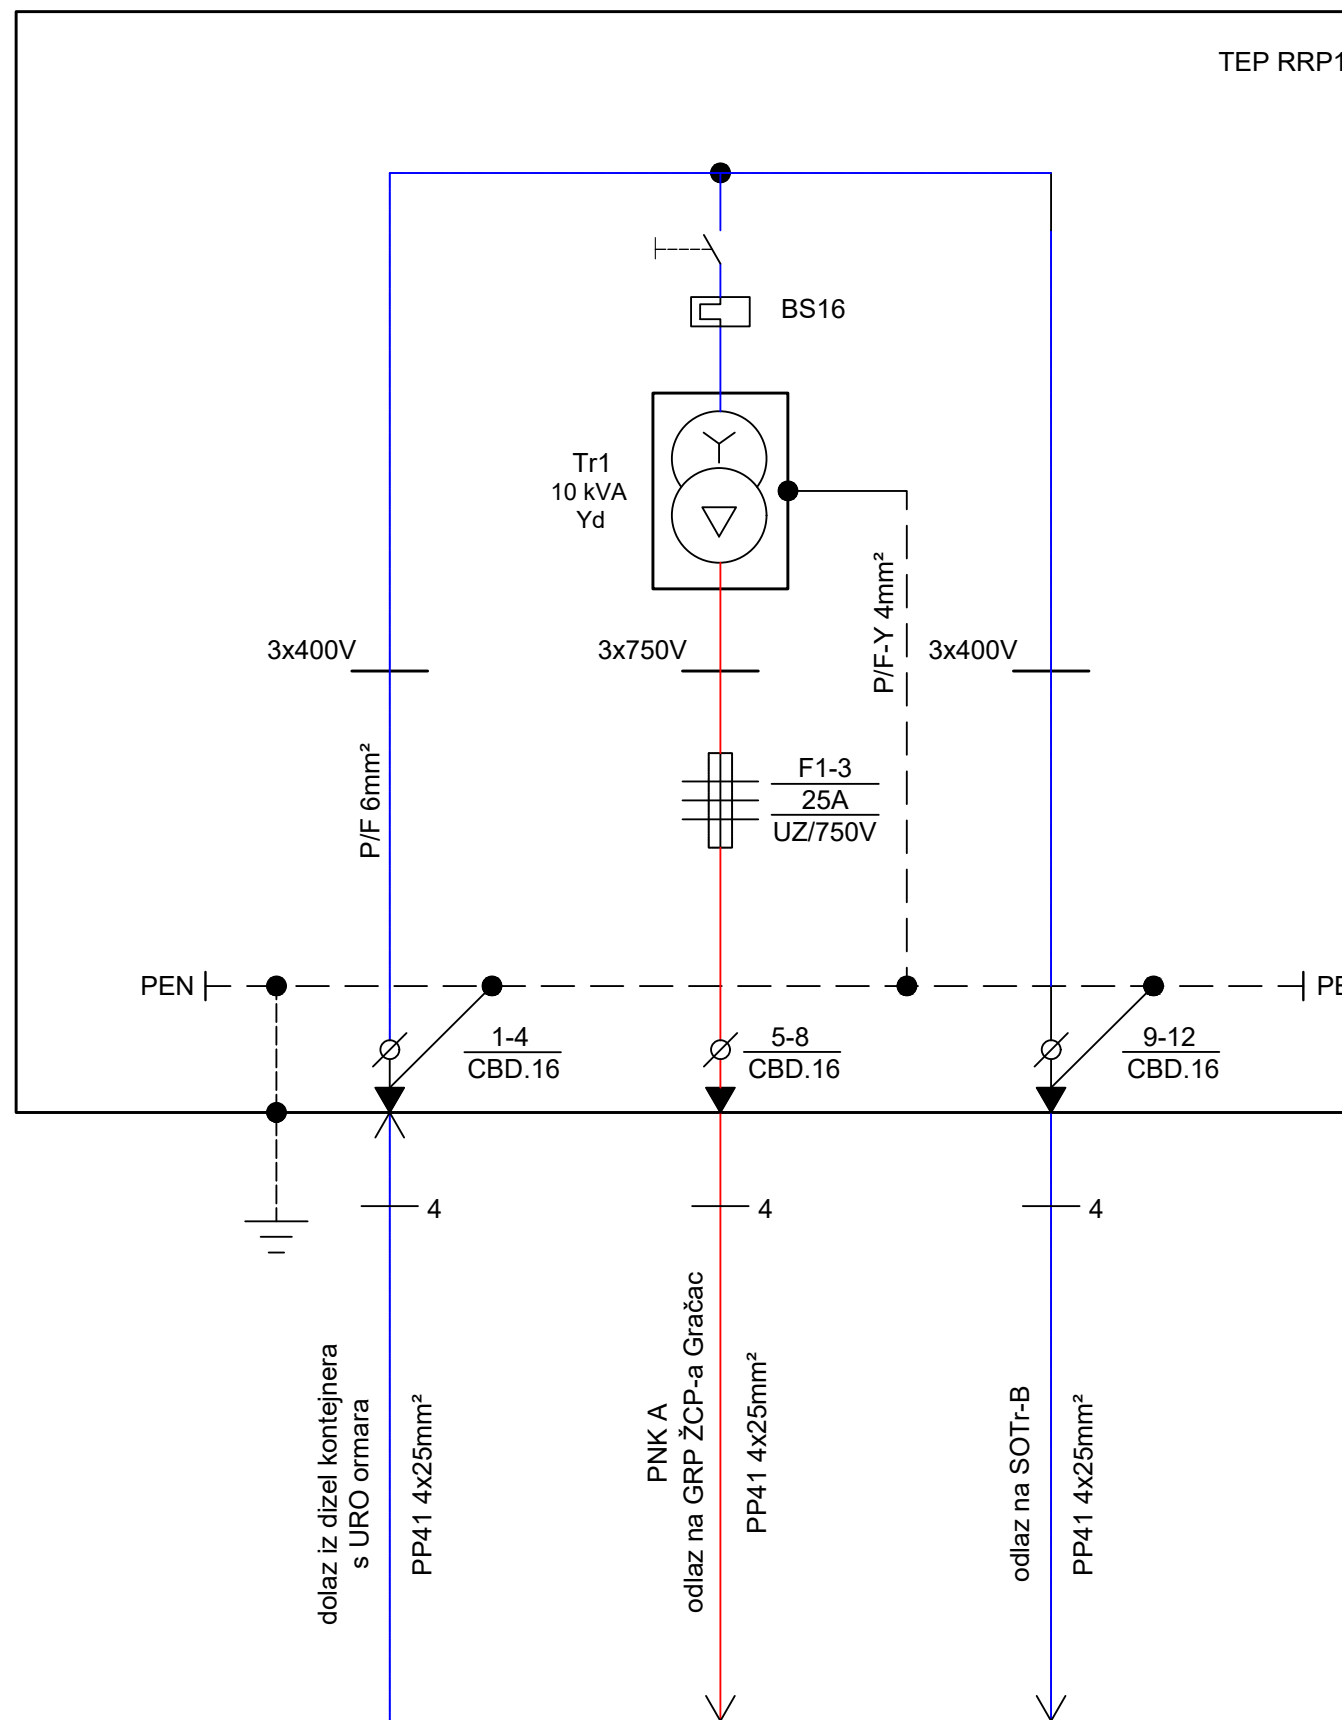 TEP RRP1
BS16
Tr1
10 kVA
Yd
P/F-Y 4mm²
3x400V
3x750V
3x400V
P/F 6mm²
F1-3
25A
UZ/750V
PEN
PE
1-4
CBD.16
5-8
CBD.16
9-12
CBD.16
4
4
4
dolaz iz dizel kontejnera
s URO ormara
PP41 4x25mm²
PNK A
odlaz na GRP ŽCP-a Gračac
PP41 4x25mm²
odlaz na SOTr-B
PP41 4x25mm²